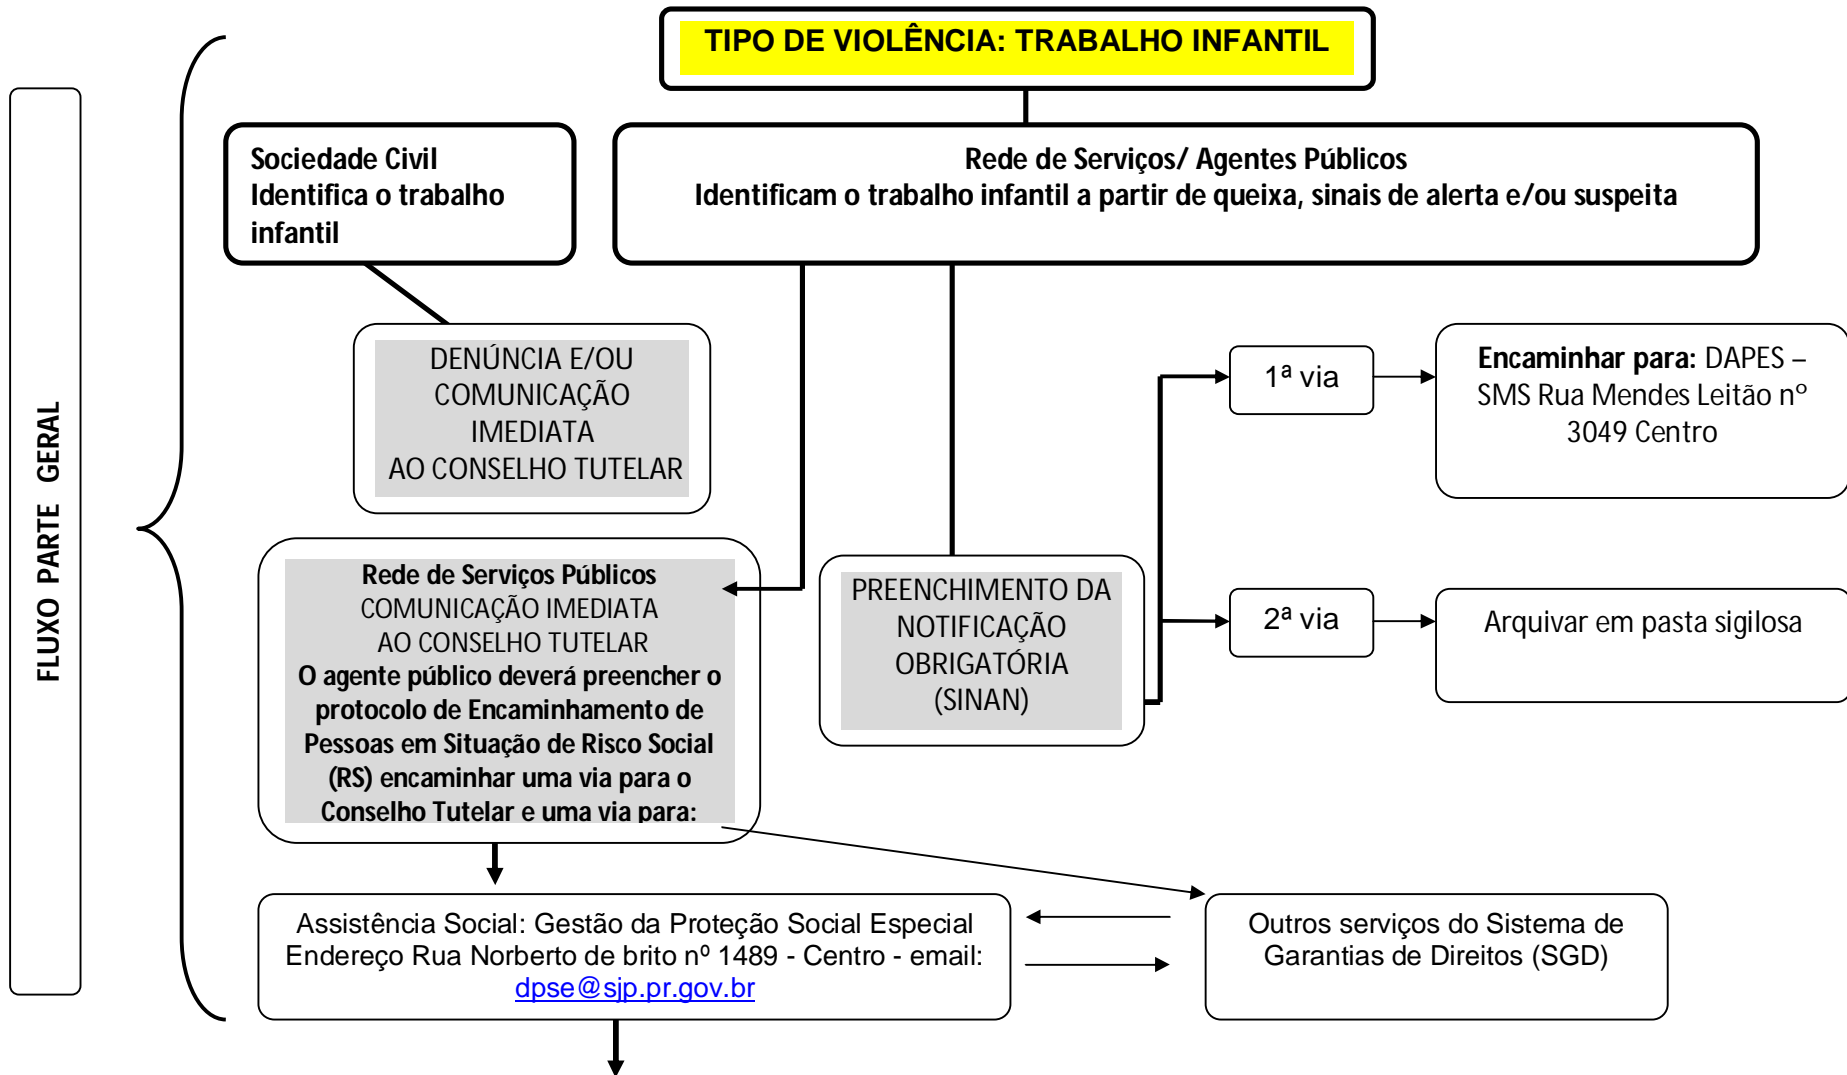 TIPO DE VIOLÊNCIA: TRABALHO INFANTIL
FLUXO PARTE GERAL
Sociedade Civil
Identifica o trabalho
infantil
Rede de Serviços/ Agentes Públicos
Identificam o trabalho infantil a partir de queixa, sinais de alerta e/ou suspeita
DENÚNCIA E/OU
COMUNICAÇÃO
IMEDIATA
AO CONSELHO TUTELAR
1ª via
Encaminhar para: DAPES –
SMS Rua Mendes Leitão n°
3049 Centro
Rede de Serviços Públicos
COMUNICAÇÃO IMEDIATA
AO CONSELHO TUTELAR
O agente público deverá preencher o
protocolo de Encaminhamento de
Pessoas em Situação de Risco Social
(RS) encaminhar uma via para o
Conselho Tutelar e uma via para:
PREENCHIMENTO DA
NOTIFICAÇÃO
OBRIGATÓRIA
(SINAN)
2ª via
Arquivar em pasta sigilosa
Assistência Social: Gestão da Proteção Social Especial
Endereço Rua Norberto de brito nº 1489 - Centro - email:
dpse@sjp.pr.gov.br
Outros serviços do Sistema de
Garantias de Direitos (SGD)